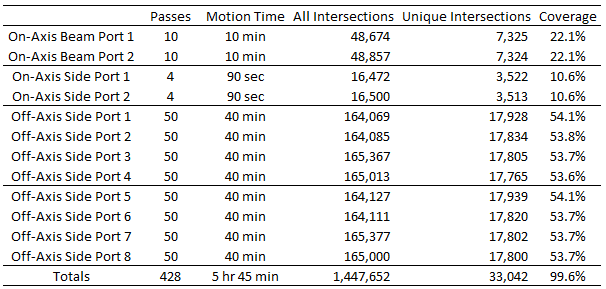 Passes Motion Time All Intersections Unique Intersections Coverage
On-Axis Beam Port 1 10 10 min 48,674 7,325 22.1%
On-Axis Beam Port 2 10 10 min 48,857 7,324 22.1%
On-Axis Side Port 1 4 90 sec 16,472 3,522 10.6%
On-Axis Side Port 2 4 90 sec 16,500 3,513 10.6%
Off-Axis Side Port 1 50 40 min 164,069 17,928 54.1%
Off-Axis Side Port 2 50 40 min 164,085 17,834 53.8%
Off-Axis Side Port 3 50 40 min 165,367 17,805 53.7%
Off-Axis Side Port 4 50 40 min 165,013 17,765 53.6%
Off-Axis Side Port 5 50 40 min 164,127 17,939 54.1%
Off-Axis Side Port 6 50 40 min 164,111 17,820 53.7%
Off-Axis Side Port 7 50 40 min 165,377 17,802 53.7%
Off-Axis Side Port 8 50 40 min 165,000 17,800 53.7%
Totals 428 5 hr 45 min 1,447,652 33,042 99.6%